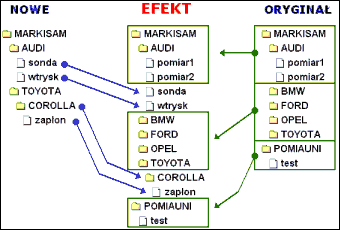 NOWE
MARKISAM
AUDI
sonda
wtrysk
TOYOTA
COROLLA
zaplon
EFEKT
MARKISAM
AUDI
pomiar1
pomiar2
sonda
wtrysk
BMW
FORD
OPEL
TOYOTA
COROLLA
zaplon
POMIAUNI
test
ORYGINAŁ
MARKISAM
AUDI
pomiar1
pomiar2
BMW
FORD
OPEL
TOYOTA
POMIAUNI
test